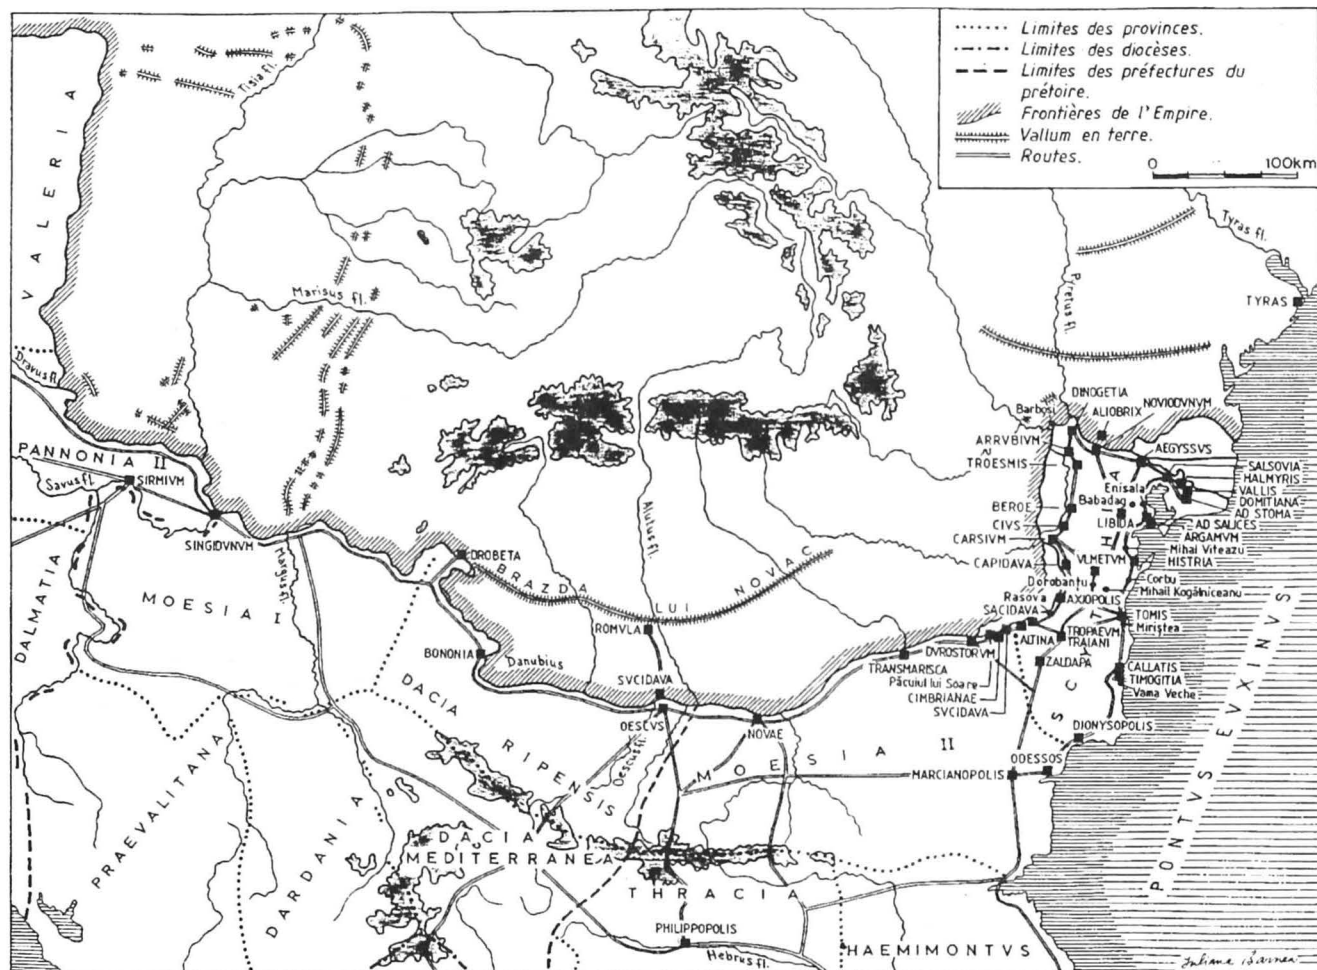 Limites des provinces.
Limites des diocèses.
Limites des préfectures du
prétoire.
Frontières de l'Empire.
Vallum en terre.
Routes.
0 100km
VALERIA
Tisia fl.
Tyras fl.
Pretus fl.
TYRAS
Marisus fl.
Dravus fl.
PANNONIA II
Savus fl.
SIRMIVM
SINGIDVNVM
DALMATIA
MOESIA I
Margus fl.
DROBETA
BRAZDA LUI NOVAC
Alutus fl.
ROMVLA
BONONIA
Danubius
SVCIDAVA
OESCVS
Oescus fl.
NOVAE
DACIA RIPENSIS
MOESIA II
PRAEVALITANA
DARDANIA
DACIA
MEDITERRANEA
THRACIA
PHILIPPOPOLIS
Hebrus fl.
HAEMIMONTVS
Barbosi
DINOGETIA
ALIOBRIX
NOVIODVNVM
ARRVBIVM
TROESMIS
AEGYSSVS
SALSOVIA
HALMYRIS
VALLIS
DOMITIANA
AD STOMA
Enisala
Babadag
BEROE
CIVS
LIBIDA
AD SALICES
ARGAMVM
Mihai Viteazu
HISTRIA
CARSIVM
CAPIDAVA
VLMETVM
Corbu
Mihail Kogălniceanu
Dorobanțu
Rasova
AXIOPOLIS
SACIDAVA
TOMIS
Miriștea
ALTINA
TROPAEVM
TRAIANI
DVROSTORVM
TRANSMARISCA
Păcuiul lui Soare
CIMBRIANAE
SVCIDAVA
ZALDAPA
CALLATIS
TIMOGITIA
Vama Veche
SCYTHIA
DIONYSOPOLIS
ODESSOS
MARCIANOPOLIS
PONTVS EVXINVS
Iuliana Barnea